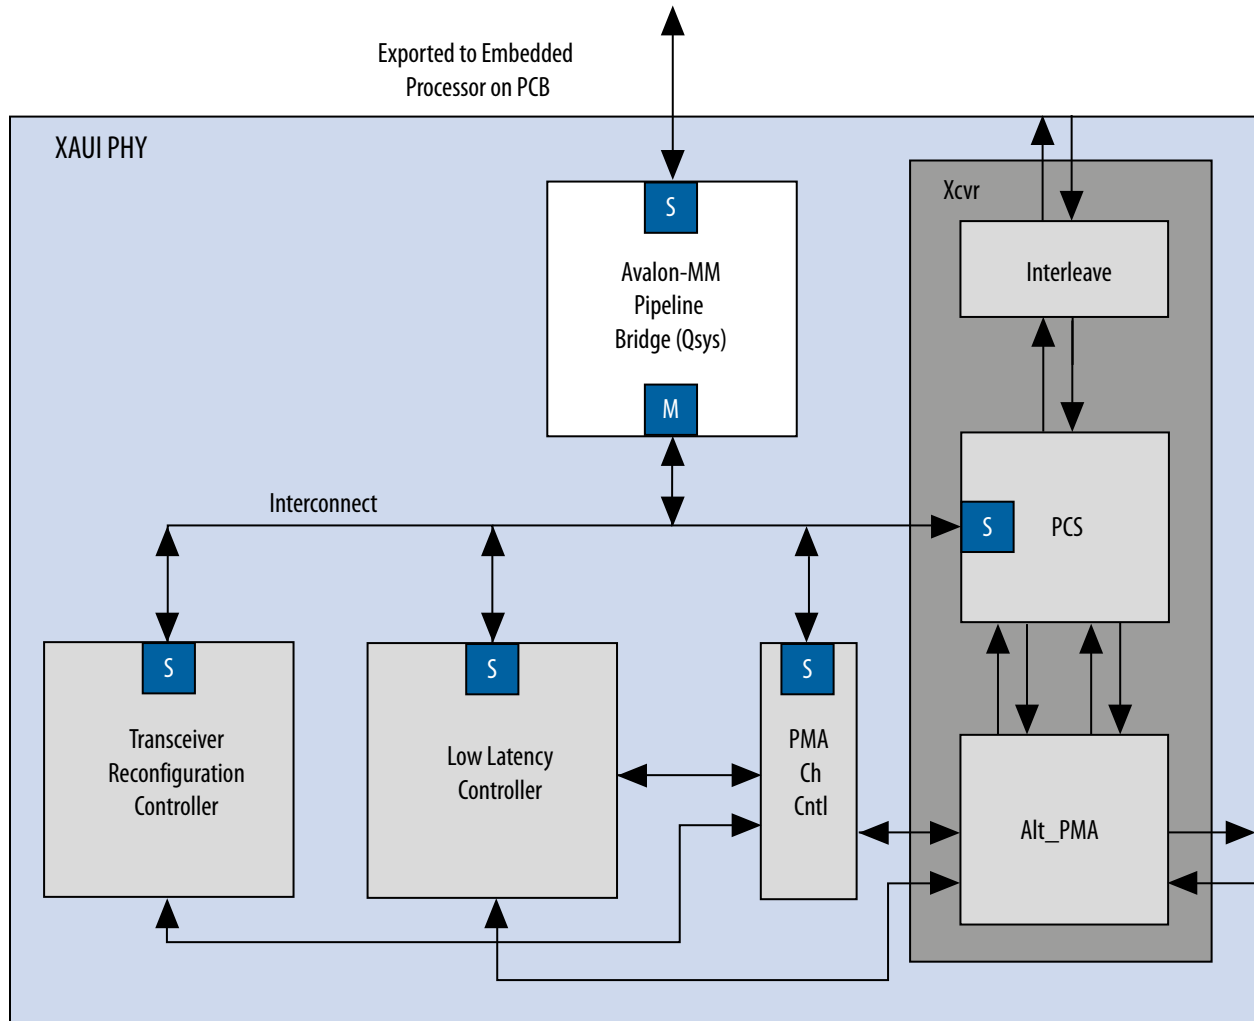 Exported to Embedded
Processor on PCB
XAUI PHY
Xcvr
S
Interleave
Avalon-MM
Pipeline
Bridge (Qsys)
M
Interconnect
S
PCS
S
S
S
Transceiver
Reconfiguration
Controller
Low Latency
Controller
PMA
Ch
Cntl
Alt_PMA